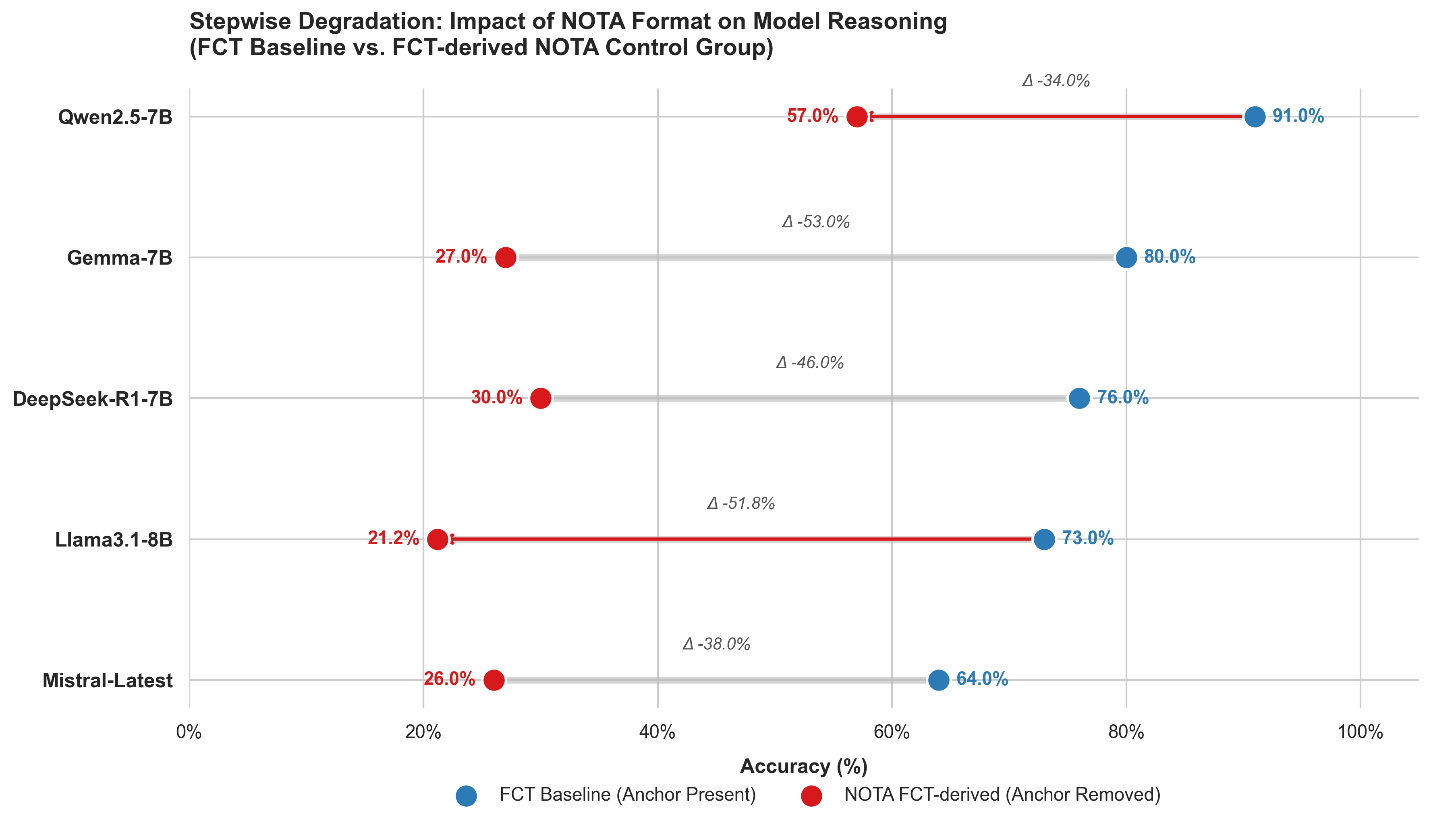 Stepwise Degradation: Impact of NOTA Format on Model Reasoning
(FCT Baseline vs. FCT-derived NOTA Control Group)
Δ -34.0%
Qwen2.5-7B 57.0% 91.0%
Δ -53.0%
Gemma-7B 27.0% 80.0%
Δ -46.0%
DeepSeek-R1-7B 30.0% 76.0%
Δ -51.8%
Llama3.1-8B 21.2% 73.0%
Δ -38.0%
Mistral-Latest 26.0% 64.0%
0% 20% 40% 60% 80% 100%
Accuracy (%)
FCT Baseline (Anchor Present) NOTA FCT-derived (Anchor Removed)